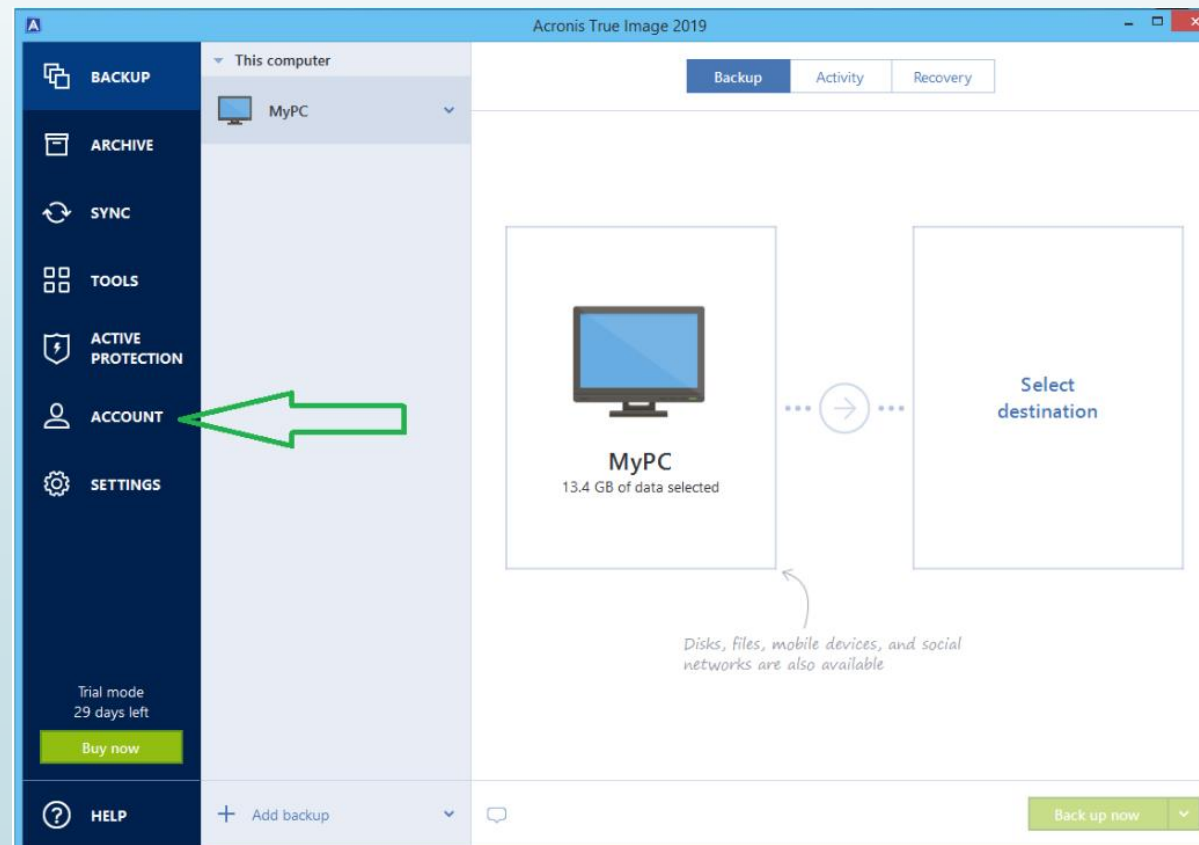 Acronis True Image 2019
BACKUP
ARCHIVE
SYNC
TOOLS
ACTIVE
PROTECTION
ACCOUNT
SETTINGS
Trial mode
29 days left
Buy now
HELP
This computer
MyPC
Add backup
Backup Activity Recovery
MyPC
13.4 GB of data selected
Select
destination
Disks, files, mobile devices, and social
networks are also available
Back up now